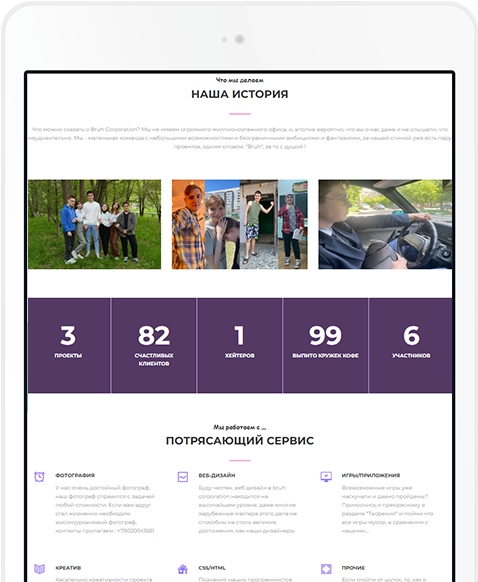 Что мы делаем
НАША ИСТОРИЯ
Что можно сказать о Bruh Corporation? Мы не имеем огромного миллионоэтажного офиса, и, вполне вероятно, что вы о нас даже и не слышали, что
неудивительно. Мы - маленькая команда с небольшими возможностями и безграничными амбициями и фантазиями, за нашей спиной уже есть пару
проектов, одним словом "Bruh", за то с душой !
3 82 1 99 6
ПРОЕКТЫ СЧАСТЛИВЫХ ХЕЙТЕРОВ ВЫПИТО КРУЖЕК КОФЕ УЧАСТНИКОВ
КЛИЕНТОВ
Мы работаем с ...
ПОТРЯСАЮЩИЙ СЕРВИС
ФОТОГРАФИЯ
У нас очень достойный фотограф,
наш фотограф справится с задачей
любой сложности. Если вам вдруг
стал жизненно необходим
высокоуровневый фотограф,
контакты прилагаем : +79020041681
ВЕБ-ДИЗАЙН
Буду честен, веб дизайн в bruh
corporation находится на
высочайшем уровне, даже многие
зарубежные мастера этого дела не
способны на столь великие
достижения, как наши дизайнеры
ИГРЫ/ПРИЛОЖЕНИЯ
Всевозможные игры уже
наскучили и давно пройдены?
Прикоснись к прекрасному в
разделе "Творения" и пойми что
все игры мусор, в сравнении с
нашими...
КРЕАТИВ
Касательно креативности проекта
CSS/HTML
Познания наших программистов
ПРОЧИЕ
Если отойти от шуток, то, как я